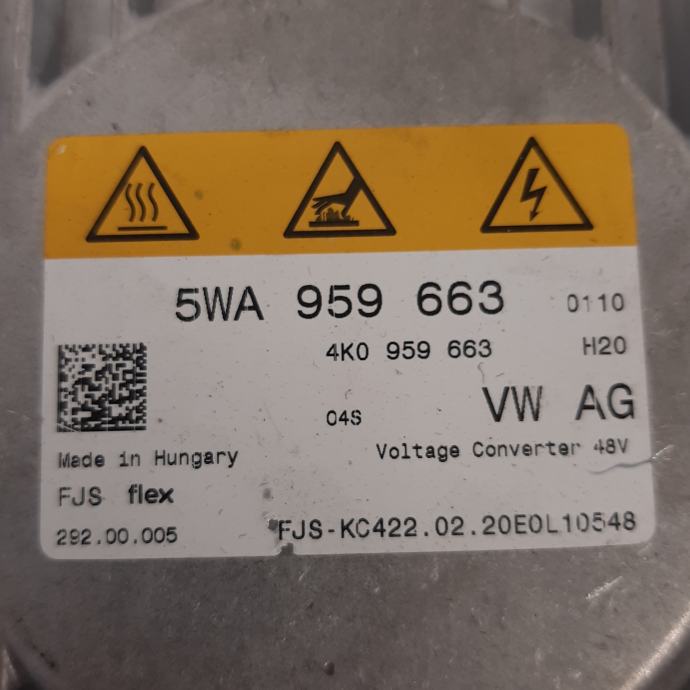 5WA 959 663 0110
4K0 959 663 H20
04S VW AG
Voltage Converter 48V
Made in Hungary
FJS flex
292.00.005 FJS-KC422.02.20E0L10548